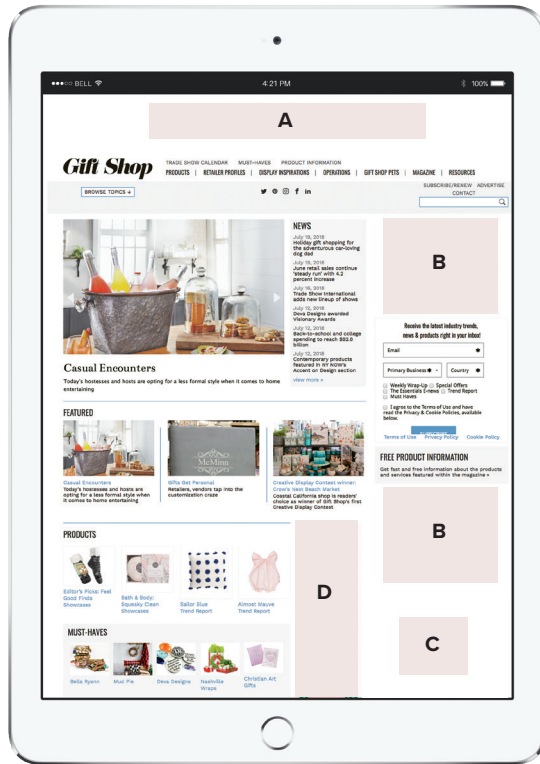 BELL
4:21 PM
100%
A
Gift Shop
TRADE SHOW CALENDAR MUST-HAVES PRODUCT INFORMATION
PRODUCTS | RETAILER PROFILES | DISPLAY INSPIRATIONS | OPERATIONS | GIFT SHOP PETS | MAGAZINE | RESOURCES
BROWSE TOPICS
SUBSCRIBE/RENEW ADVERTISE
CONTACT
NEWS
July 19, 2018
Holiday gift shopping for
the adventurous car-loving
dog dad
July 18, 2018
June retail sales continue
'steady run' with 4.2
percent increase
July 16, 2018
Trade Show International
adds new lineup of shows
July 12, 2018
Deva Designs awarded
Visionary Awards
July 12, 2018
Back-to-school and college
spending to reach $82.8
billion
July 12, 2018
Contemporary products
featured in NY NOW's
Accent on Design section
view more »
Casual Encounters
Today's hostesses and hosts are opting for a less formal style when it comes to home
entertaining
B
Receive the latest industry trends,
news & products right in your inbox!
Email ✱
Primary Business ✱ Country ✱
Weekly Wrap-Up Special Offers
The Essentials E-news Trend Report
Must Haves
I agree to the Terms of Use and have
read the Privacy & Cookie Policies, available
below.
Terms of Use Privacy Policy Cookie Policy
FREE PRODUCT INFORMATION
Get fast and free information about the products
and services featured within the magazine »
FEATURED
McMinn
Casual Encounters
Today's hostesses and hosts are
opting for a less formal style when
it comes to home entertaining
Gifts Get Personal
Retailers, vendors tap into the
customization craze
Creative Display Contest winner:
Crow's Nest Beach Market
Coastal California shop is readers'
choice as winner of Gift Shop's first
Creative Display Contest
B
PRODUCTS
Editor's Picks: Feel
Good Finds
Showcases
Bath & Body:
Squeaky Clean
Showcases
Sailor Blue
Trend Report
Almost Mauve
Trend Report
D
MUST-HAVES
Bella Ryann
Mud Pie
Deva Designs
Nashville
Wraps
Christian Art
Gifts
C